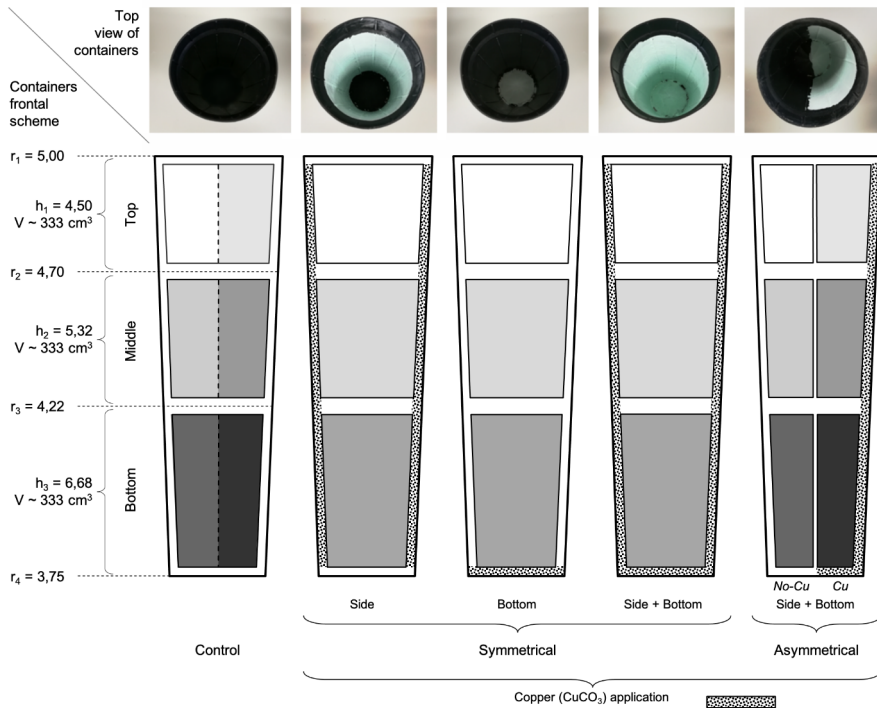 Top
view of
containers
Containers
frontal
scheme
r₁ = 5,00
h₁ = 4,50
V ~ 333 cm³
Top
r₂ = 4,70
h₂ = 5,32
V ~ 333 cm³
Middle
r₃ = 4,22
h₃ = 6,68
V ~ 333 cm³
Bottom
r₄ = 3,75
No-Cu Cu
Side Bottom Side + Bottom Side + Bottom
Control Symmetrical Asymmetrical
Copper (CuCO₃) application